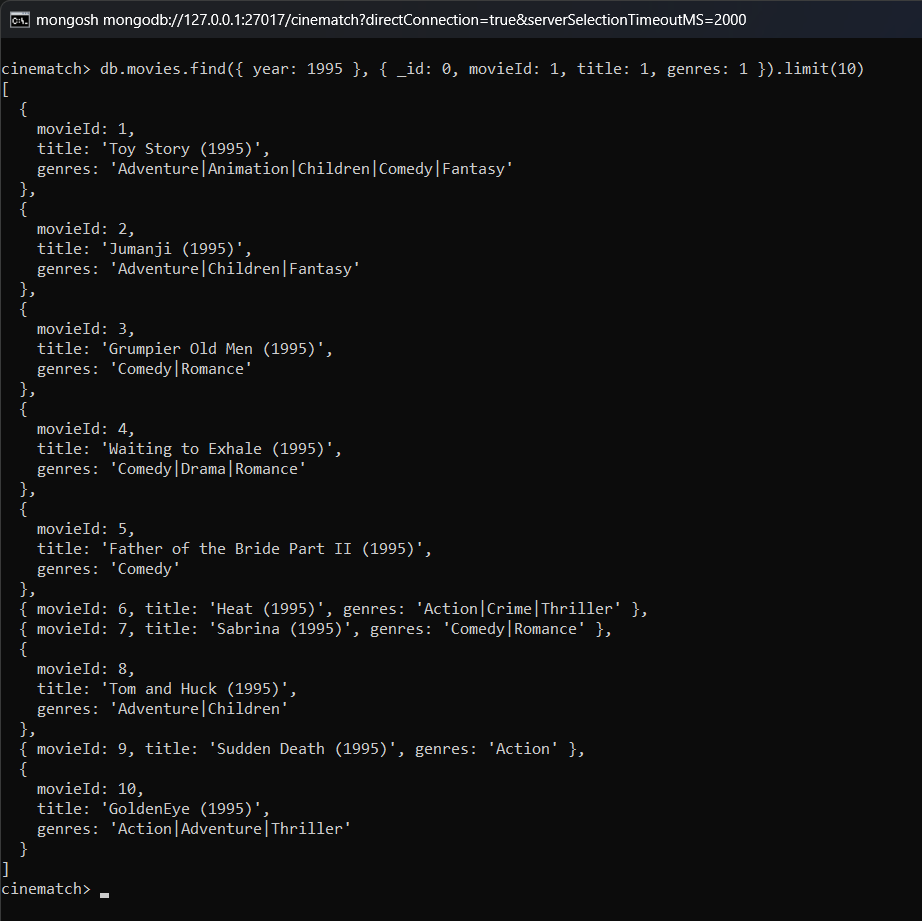 mongosh mongodb://127.0.0.1:27017/cinematch?directConnection=true&serverSelectionTimeoutMS=2000
cinematch> db.movies.find({ year: 1995 }, { _id: 0, movieId: 1, title: 1, genres: 1 }).limit(10)
[
  {
    movieId: 1,
    title: 'Toy Story (1995)',
    genres: 'Adventure|Animation|Children|Comedy|Fantasy'
  },
  {
    movieId: 2,
    title: 'Jumanji (1995)',
    genres: 'Adventure|Children|Fantasy'
  },
  {
    movieId: 3,
    title: 'Grumpier Old Men (1995)',
    genres: 'Comedy|Romance'
  },
  {
    movieId: 4,
    title: 'Waiting to Exhale (1995)',
    genres: 'Comedy|Drama|Romance'
  },
  {
    movieId: 5,
    title: 'Father of the Bride Part II (1995)',
    genres: 'Comedy'
  },
  { movieId: 6, title: 'Heat (1995)', genres: 'Action|Crime|Thriller' },
  { movieId: 7, title: 'Sabrina (1995)', genres: 'Comedy|Romance' },
  {
    movieId: 8,
    title: 'Tom and Huck (1995)',
    genres: 'Adventure|Children'
  },
  { movieId: 9, title: 'Sudden Death (1995)', genres: 'Action' },
  {
    movieId: 10,
    title: 'GoldenEye (1995)',
    genres: 'Action|Adventure|Thriller'
  }
]
cinematch>